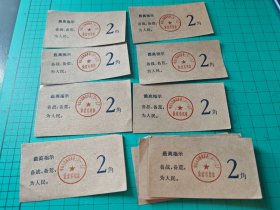 最高指示
备战、备荒、
为人民。
2角
最高指示
备战、备荒、
为人民。
2角
最高指示
备战、备荒、
为人民。
2角
最高指示
备战、备荒、
为人民。
2角
最高指示
备战、备荒、
为人民。
2角
最高指示
备战、备荒、
为人民。
2角
最高指示
备战、备荒、
为人民。
2角
最高指示
备战、备荒、
为人民。
2角